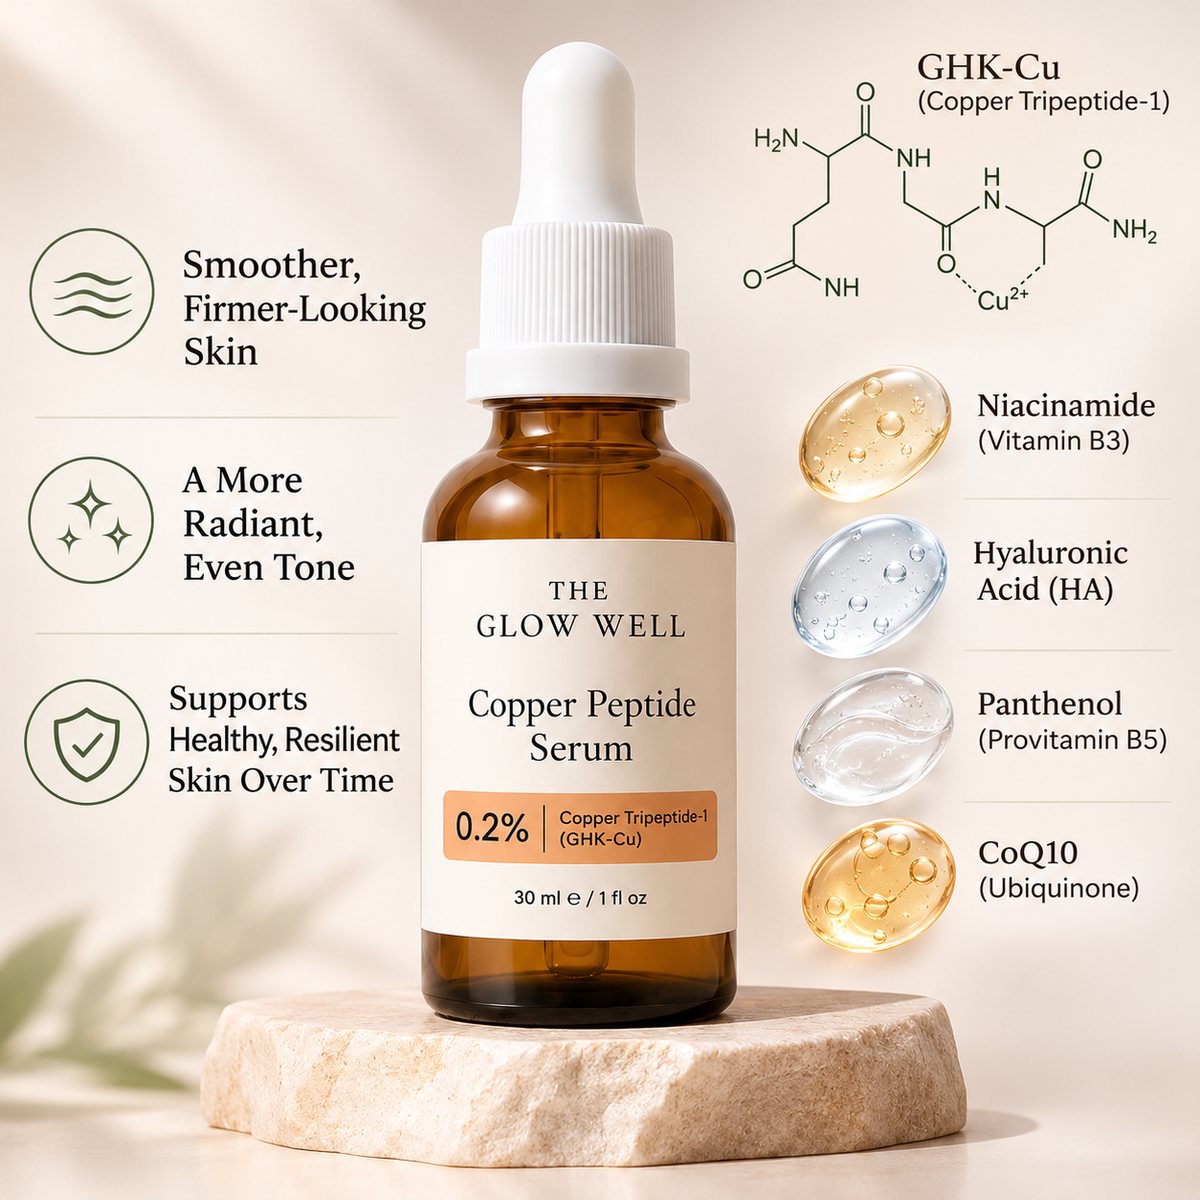 GHK-Cu
(Copper Tripeptide-1)
O
H₂N
NH
H
N
O
NH₂
O
NH
O
Cu²⁺
Smoother,
Firmer-Looking
Skin
A More
Radiant,
Even Tone
Supports
Healthy, Resilient
Skin Over Time
THE
GLOW WELL
Copper Peptide
Serum
0.2%
Copper Tripeptide-1
(GHK-Cu)
30 ml ℮ / 1 fl oz
Niacinamide
(Vitamin B3)
Hyaluronic
Acid (HA)
Panthenol
(Provitamin B5)
CoQ10
(Ubiquinone)